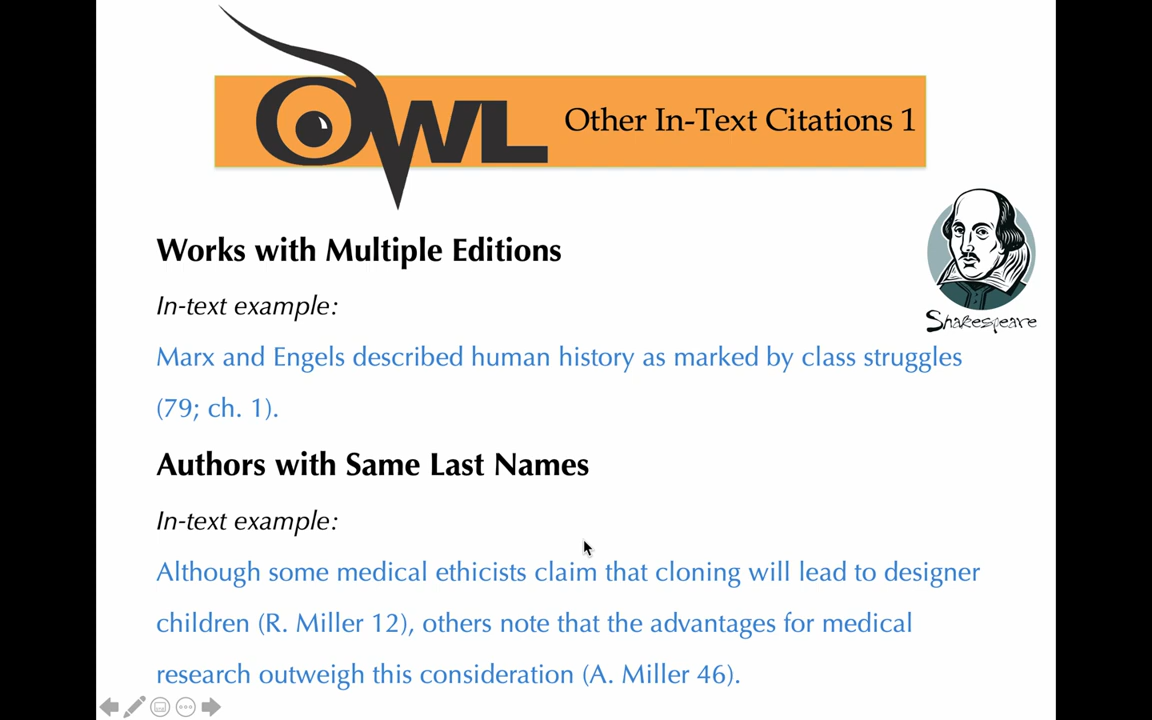 OWL Other In-Text Citations 1
Works with Multiple Editions
Shakespeare
In-text example:
Marx and Engels described human history as marked by class struggles
(79; ch. 1).
Authors with Same Last Names
In-text example:
Although some medical ethicists claim that cloning will lead to designer
children (R. Miller 12), others note that the advantages for medical
research outweigh this consideration (A. Miller 46).